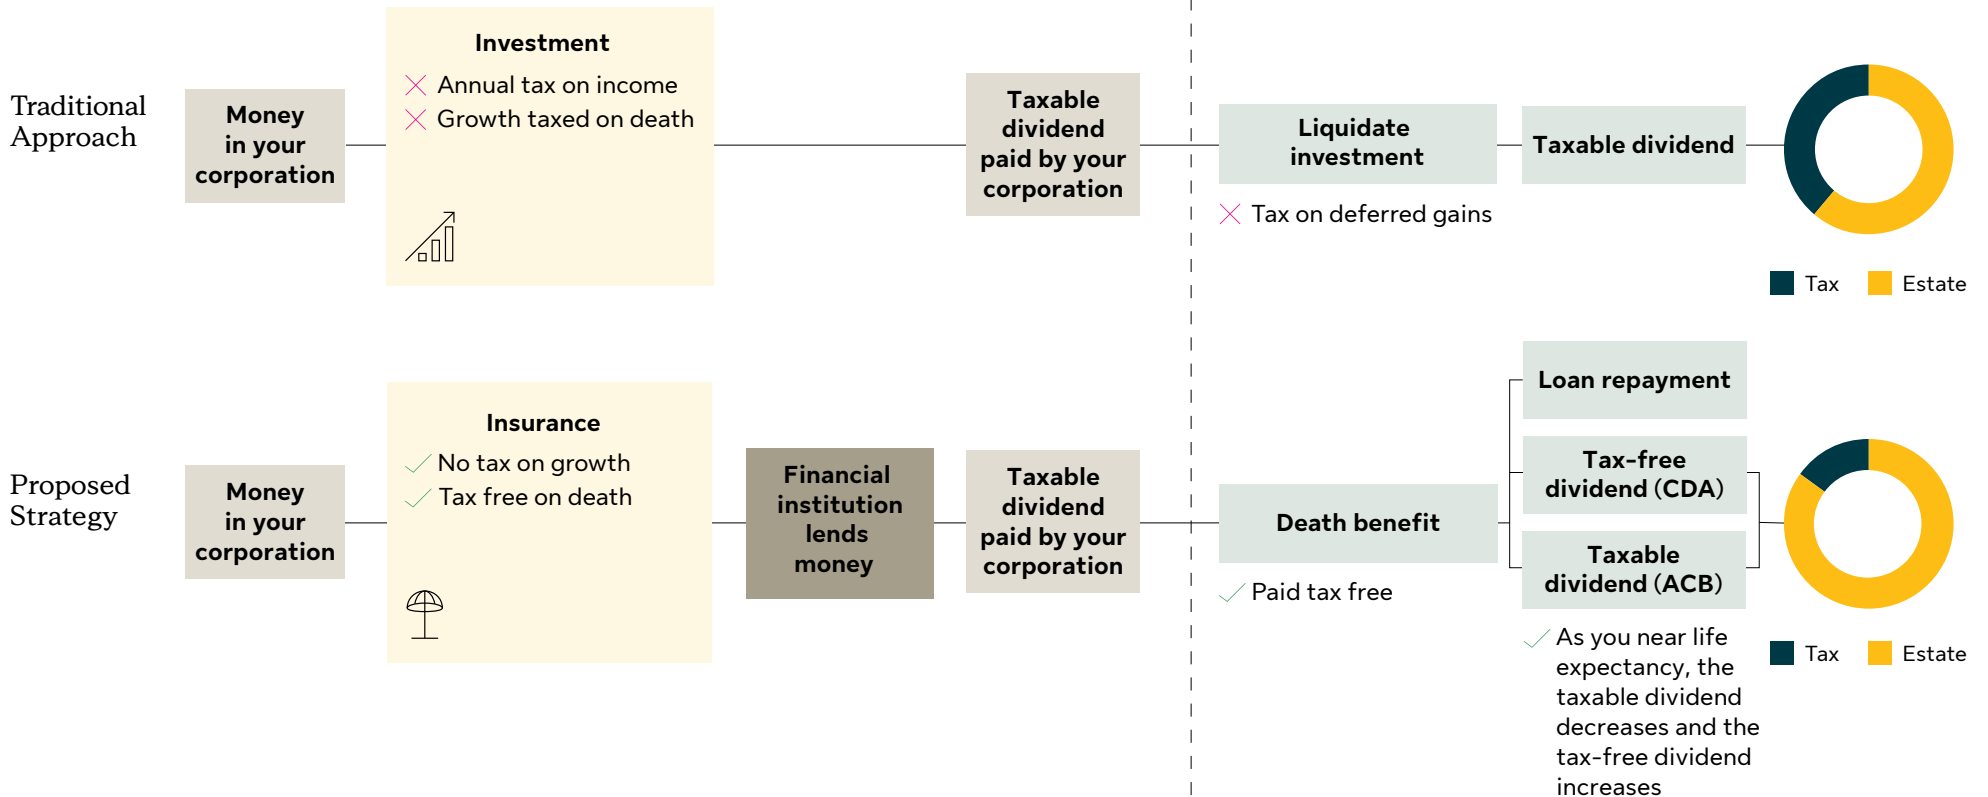 Traditional
Approach
Money
in your
corporation
Investment
Annual tax on income
Growth taxed on death
Taxable
dividend
paid by your
corporation
Liquidate
investment
Tax on deferred gains
Taxable dividend
Tax
Estate
Proposed
Strategy
Money
in your
corporation
Insurance
No tax on growth
Tax free on death
Financial
institution
lends
money
Taxable
dividend
paid by your
corporation
Death benefit
Paid tax free
Loan repayment
Tax-free
dividend (CDA)
Taxable
dividend (ACB)
As you near life
expectancy, the
taxable dividend
decreases and the
tax-free dividend
increases
Tax
Estate